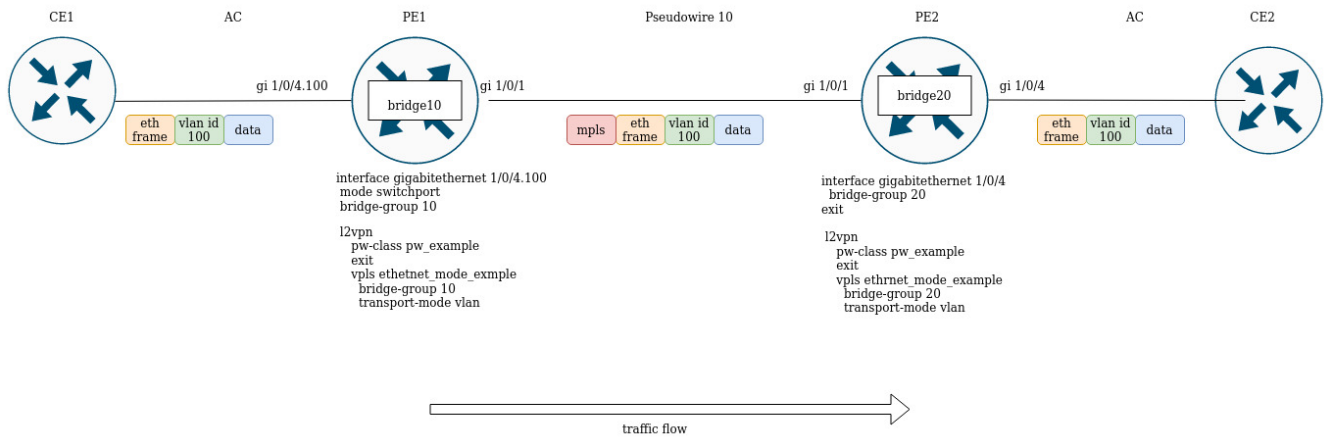 CE1
AC
PE1
Pseudowire 10
PE2
AC
CE2
gi 1/0/4.100
gi 1/0/1
gi 1/0/1
gi 1/0/4
bridge10
bridge20
eth
frame
vlan id
100
data
mpls
eth
frame
vlan id
100
data
eth
frame
vlan id
100
data
interface gigabitethernet 1/0/4.100
mode switchport
bridge-group 10
l2vpn
pw-class pw_example
exit
vpls ethetnet_mode_exmple
bridge-group 10
transport-mode vlan
interface gigabitethernet 1/0/4
bridge-group 20
exit
l2vpn
pw-class pw_example
exit
vpls ethrnet_mode_example
bridge-group 20
transport-mode vlan
traffic flow